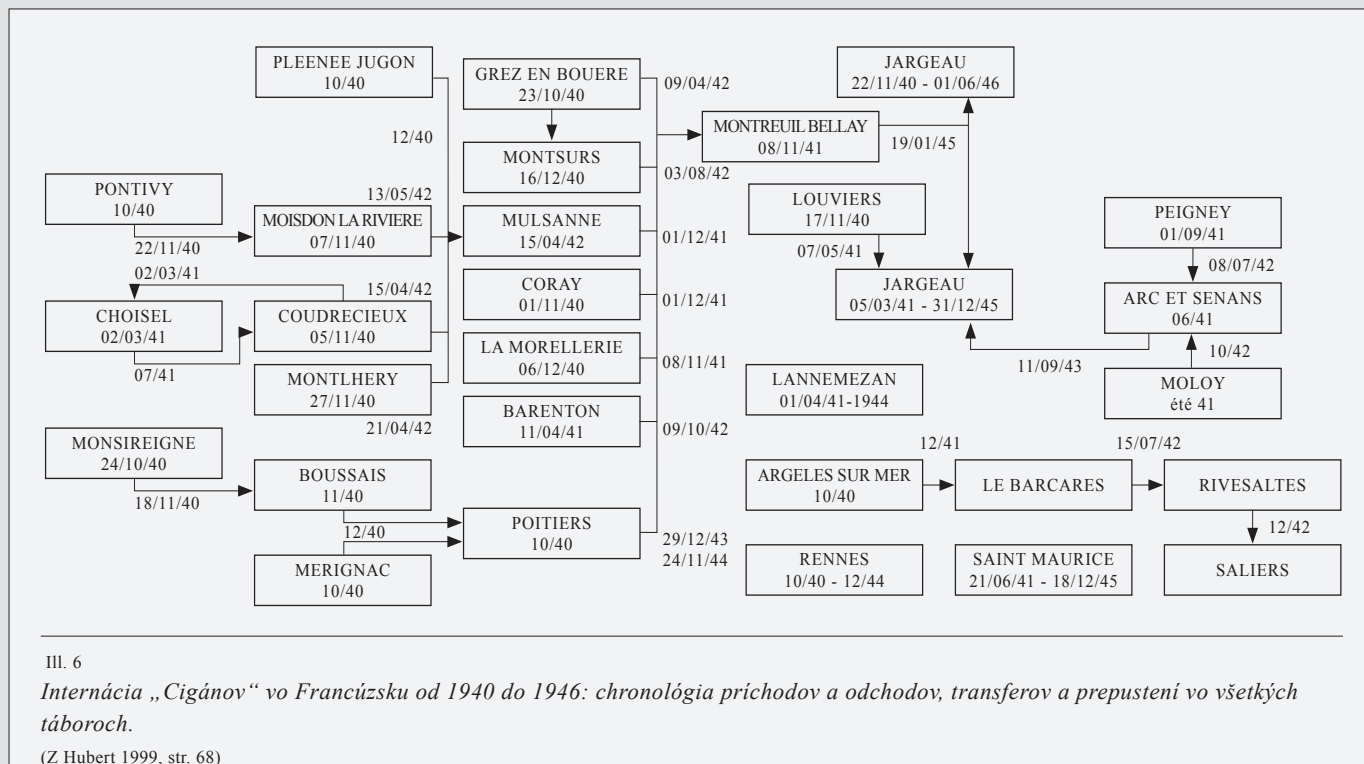 PLEENEE JUGON
10/40
GREZ EN BOUERE
23/10/40
09/04/42
JARGEAU
22/11/40 - 01/06/46
12/40
MONTREUIL BELLAY
08/11/41
19/01/45
MONTSURS
16/12/40
03/08/42
PONTIVY
10/40
22/11/40
13/05/42
MOISDON LA RIVIERE
07/11/40
MULSANNE
15/04/42
01/12/41
LOUVIERS
17/11/40
07/05/41
PEIGNEY
01/09/41
08/07/42
02/03/41
CHOISEL
02/03/41
07/41
15/04/42
COUDRECIEUX
05/11/40
CORAY
01/11/40
01/12/41
JARGEAU
05/03/41 - 31/12/45
ARC ET SENANS
06/41
11/09/43
10/42
LA MORELLERIE
06/12/40
08/11/41
MONTLHERY
27/11/40
21/04/42
LANNEMEZAN
01/04/41-1944
MOLOY
été 41
BARENTON
11/04/41
09/10/42
MONSIREIGNE
24/10/40
18/11/40
BOUSSAIS
11/40
12/40
ARGELES SUR MER
10/40
12/41
LE BARCARES
15/07/42
RIVESALTES
12/42
POITIERS
10/40
29/12/43
24/11/44
MERIGNAC
10/40
RENNES
10/40 - 12/44
SAINT MAURICE
21/06/41 - 18/12/45
SALIERS
Ill. 6
Internácia „Cigánov“ vo Francúzsku od 1940 do 1946: chronológia príchodov a odchodov, transferov a prepustení vo všetkých
táboroch.
(Z Hubert 1999, str. 68)